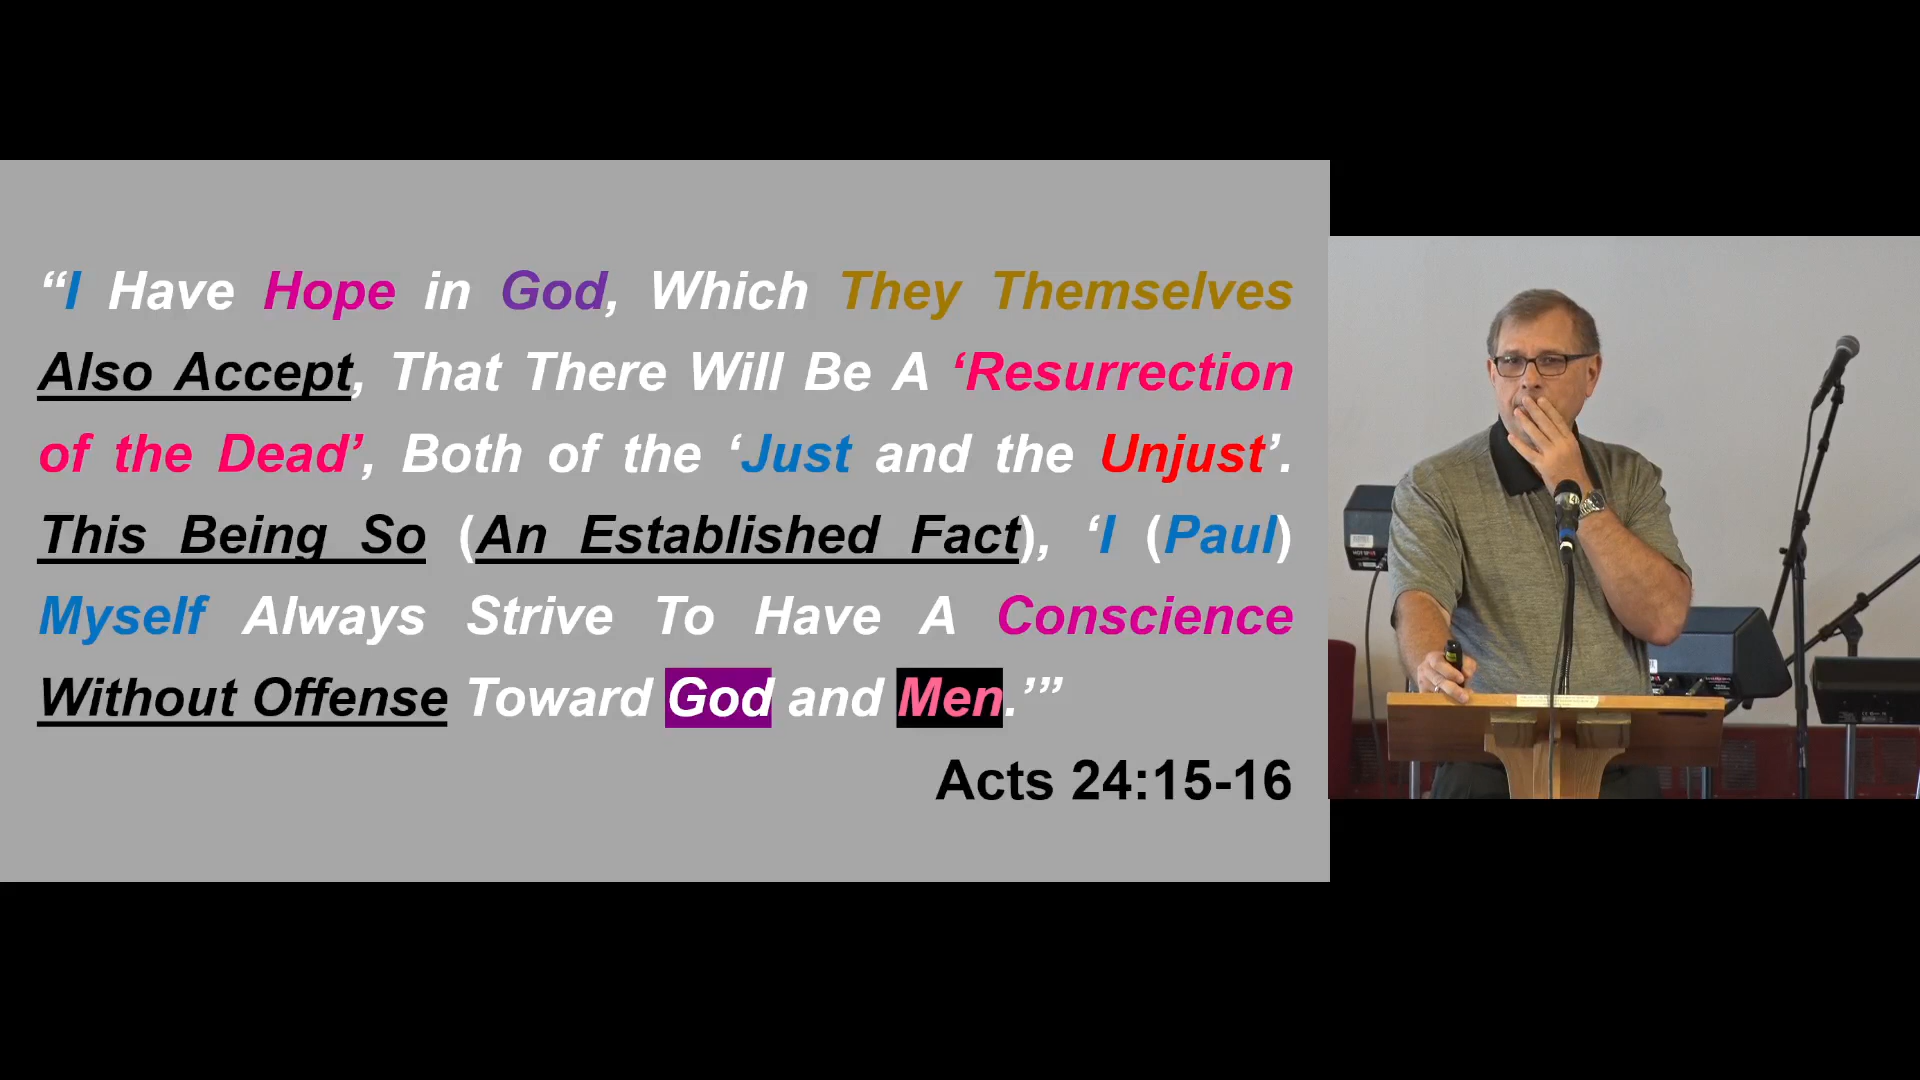 “I Have Hope in God, Which They Themselves
Also Accept, That There Will Be A ‘Resurrection
of the Dead’, Both of the ‘Just and the Unjust’.
This Being So (An Established Fact), ‘I (Paul)
Myself Always Strive To Have A Conscience
Without Offense Toward God and Men.’”
Acts 24:15-16
HOT SPOT